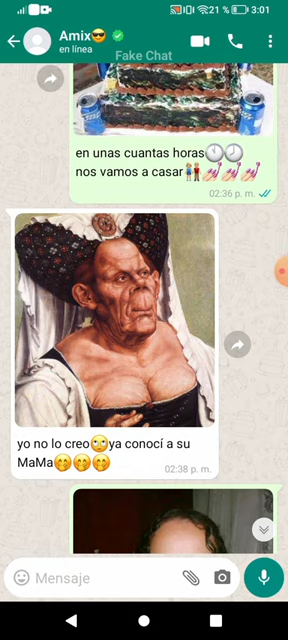 21 % 3:01
Amix😎
en línea
Fake Chat
en unas cuantas horas🕐🕗
nos vamos a casar👫💅💅💅
02:36 p. m.
yo no lo creo🙄ya conocí a su
MaMa🤭🤭🤭
02:38 p. m.
Mensaje